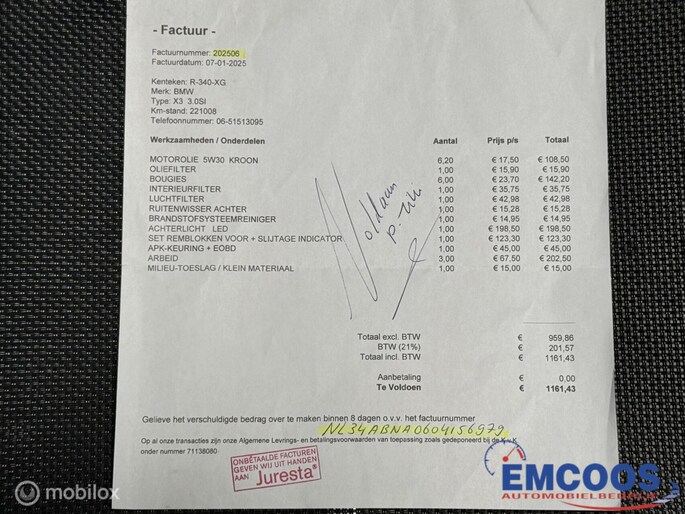 - Factuur -
Factuurnummer: 202506
Factuurdatum: 07-01-2025
Kenteken: R-340-XG
Merk: BMW
Type: X3 3.0SI
Km-stand: 221008
Telefoonnummer: 06-51513095
Werkzaamheden / Onderdelen Aantal Prijs p/s Totaal
MOTOROLIE 5W30 KROON 6,20 € 17,50 € 108,50
OLIEFILTER 1,00 € 15,90 € 15,90
BOUGIES 6,00 € 23,70 € 142,20
INTERIEURFILTER 1,00 € 35,75 € 35,75
LUCHTFILTER 1,00 € 42,98 € 42,98
RUITENWISSER ACHTER 1,00 € 15,28 € 15,28
BRANDSTOFSYSTEEMREINIGER 1,00 € 14,95 € 14,95
ACHTERLICHT LED 1,00 € 198,50 € 198,50
SET REMBLOKKEN VOOR + SLIJTAGE INDICATOR 1,00 € 123,30 € 123,30
APK-KEURING + EOBD 1,00 € 45,00 € 45,00
ARBEID 3,00 € 67,50 € 202,50
MILIEU-TOESLAG / KLEIN MATERIAAL 1,00 € 15,00 € 15,00
Voldaan
Totaal excl. BTW € 959,86
BTW (21%) € 201,57
Totaal incl. BTW € 1161,43
Aanbetaling € 0,00
Te Voldoen € 1161,43
Gelieve het verschuldigde bedrag over te maken binnen 8 dagen o.v.v. het factuurnummer
NL34ABNA0604156979
Op al onze transacties zijn onze Algemene Leverings- en betalingsvoorwaarden van toepassing zoals gedeponeerd bij de K v K
onder nummer 71138080
ONBETAALDE FACTUREN
GEVEN WIJ UIT HANDEN
AAN Juresta®
EMCOOS
AUTOMOBIELBEDRIJF
mobilox